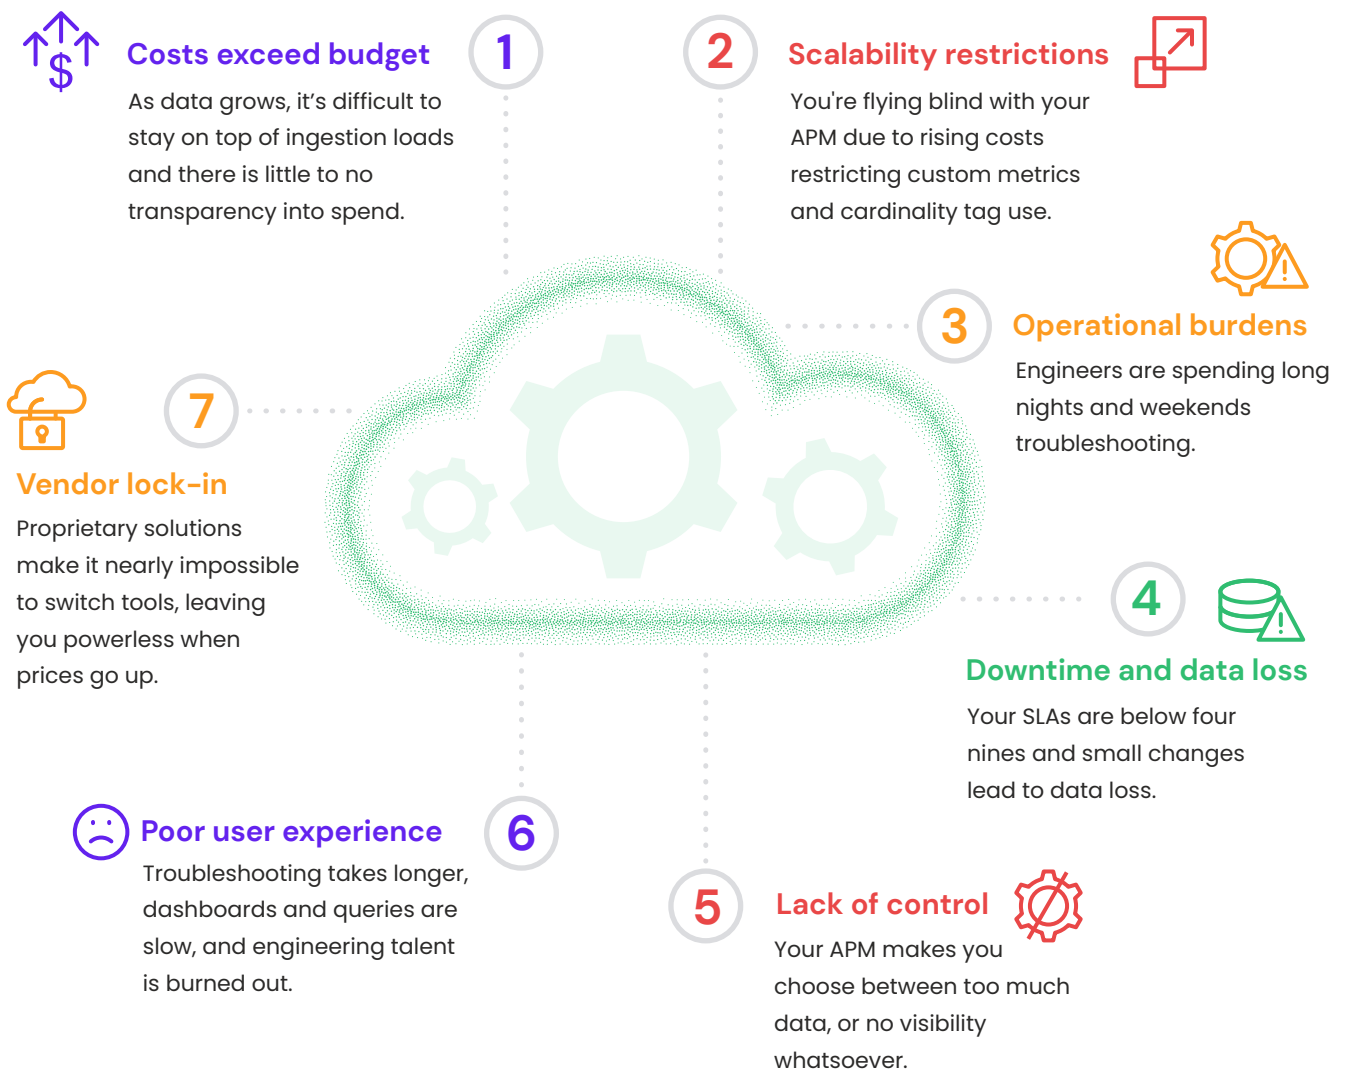 1
Costs exceed budget
As data grows, it’s difficult to
stay on top of ingestion loads
and there is little to no
transparency into spend.
2
Scalability restrictions
You're flying blind with your
APM due to rising costs
restricting custom metrics
and cardinality tag use.
3
Operational burdens
Engineers are spending long
nights and weekends
troubleshooting.
4
Downtime and data loss
Your SLAs are below four
nines and small changes
lead to data loss.
5
Lack of control
Your APM makes you
choose between too much
data, or no visibility
whatsoever.
6
Poor user experience
Troubleshooting takes longer,
dashboards and queries are
slow, and engineering talent
is burned out.
7
Vendor lock-in
Proprietary solutions
make it nearly impossible
to switch tools, leaving
you powerless when
prices go up.
$